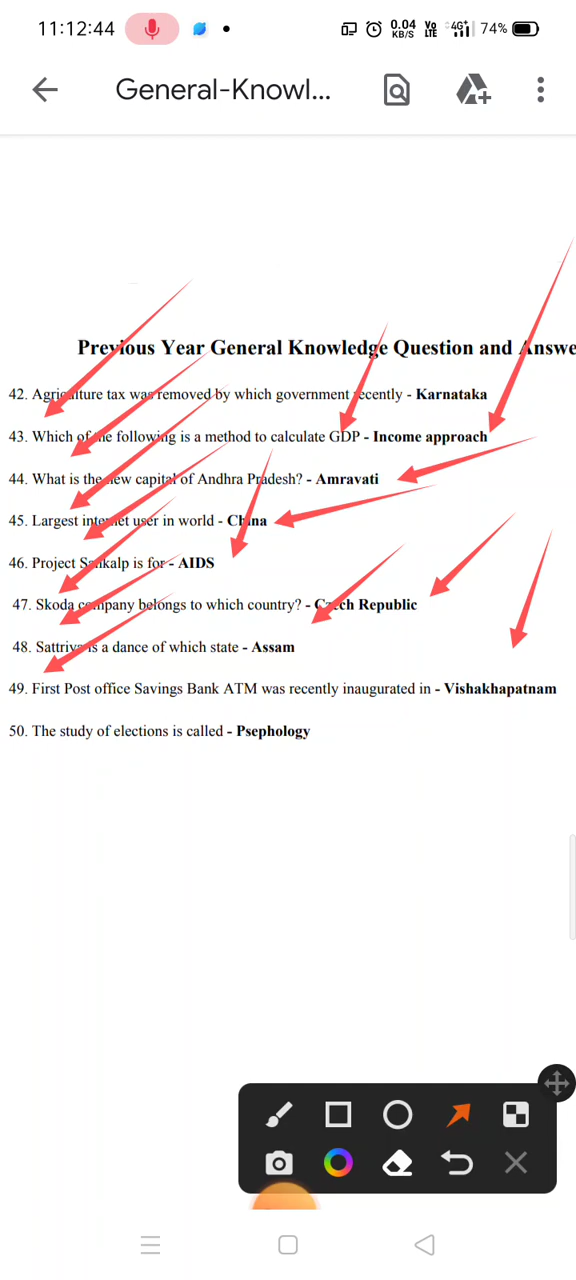 11:12:44
0.04 KB/S Vo LTE 4G+ 74%
General-Knowl...
Previous Year General Knowledge Question and Answe
42. Agriculture tax was removed by which government recently - Karnataka
43. Which of the following is a method to calculate GDP - Income approach
44. What is the new capital of Andhra Pradesh? - Amravati
45. Largest internet user in world - China
46. Project Sankalp is for - AIDS
47. Skoda company belongs to which country? - Czech Republic
48. Sattriya is a dance of which state - Assam
49. First Post office Savings Bank ATM was recently inaugurated in - Vishakhapatnam
50. The study of elections is called - Psephology